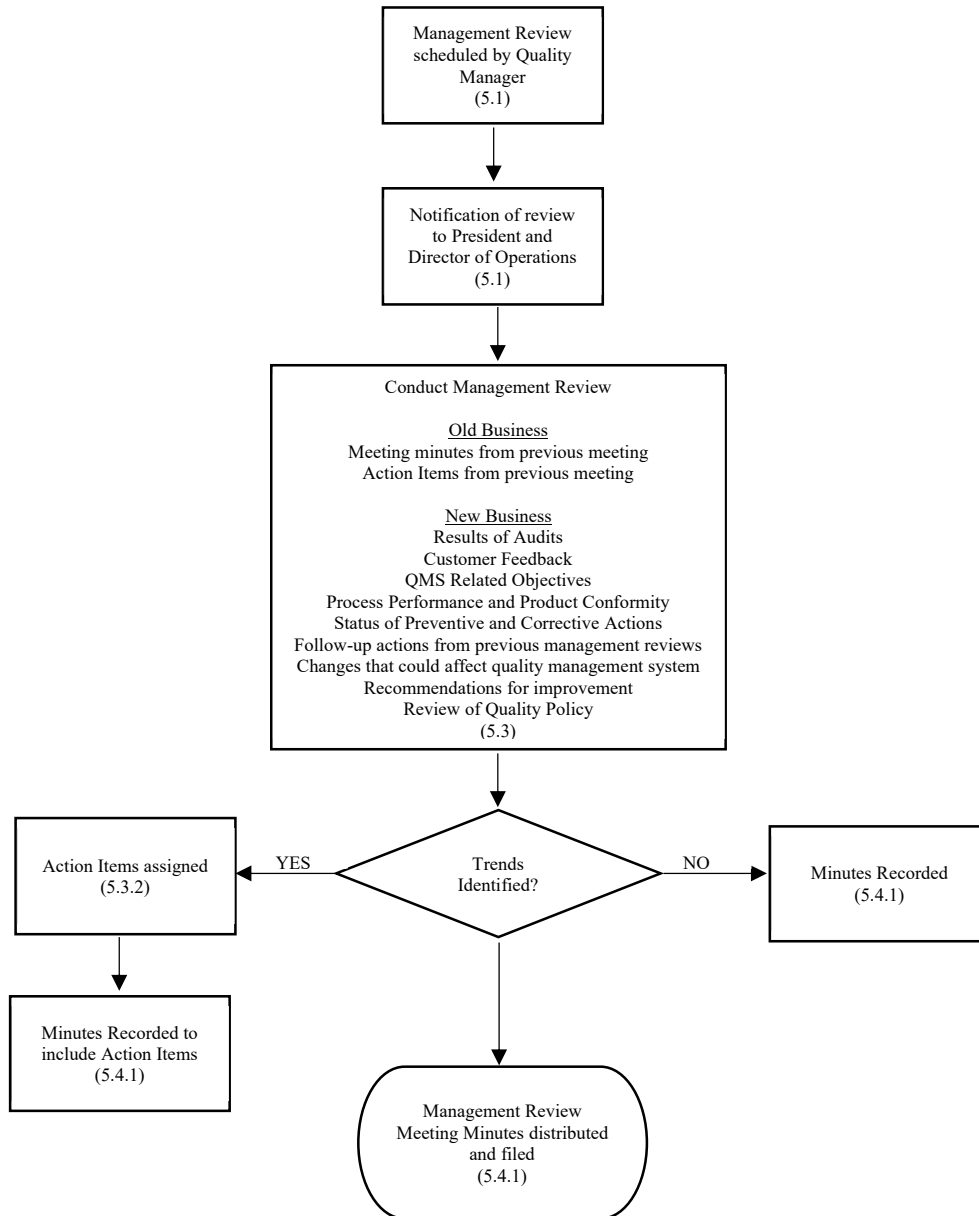 Management Review
scheduled by Quality
Manager
(5.1)
Notification of review
to President and
Director of Operations
(5.1)
Conduct Management Review
Old Business
Meeting minutes from previous meeting
Action Items from previous meeting
New Business
Results of Audits
Customer Feedback
QMS Related Objectives
Process Performance and Product Conformity
Status of Preventive and Corrective Actions
Follow-up actions from previous management reviews
Changes that could affect quality management system
Recommendations for improvement
Review of Quality Policy
(5.3)
Trends
Identified?
YES
Action Items assigned
(5.3.2)
Minutes Recorded to
include Action Items
(5.4.1)
NO
Minutes Recorded
(5.4.1)
Management Review
Meeting Minutes distributed
and filed
(5.4.1)